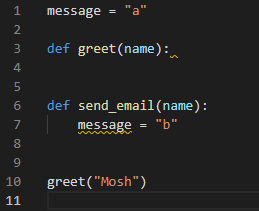 1 message = "a"
2
3 def greet(name):
4
5
6 def send_email(name):
7     message = "b"
8
9
10 greet("Mosh")
11